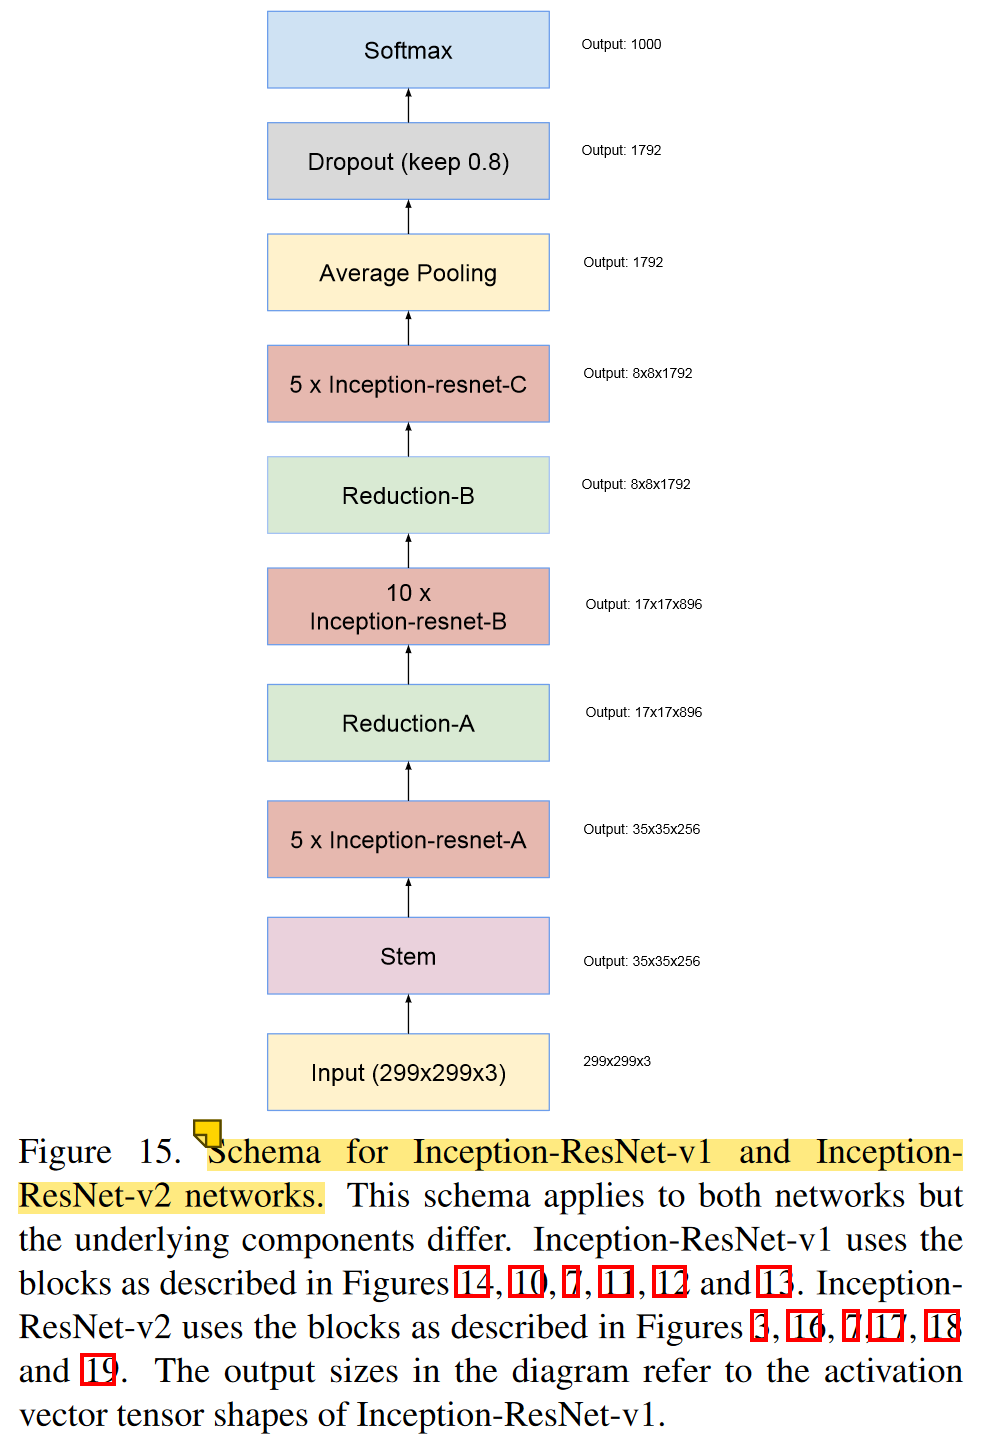 Softmax
Output: 1000
Dropout (keep 0.8)
Output: 1792
Average Pooling
Output: 1792
5 x Inception-resnet-C
Output: 8x8x1792
Reduction-B
Output: 8x8x1792
10 x
Inception-resnet-B
Output: 17x17x896
Reduction-A
Output: 17x17x896
5 x Inception-resnet-A
Output: 35x35x256
Stem
Output: 35x35x256
Input (299x299x3)
299x299x3
Figure 15. Schema for Inception-ResNet-v1 and Inception-
ResNet-v2 networks. This schema applies to both networks but
the underlying components differ. Inception-ResNet-v1 uses the
blocks as described in Figures 14, 10, 7, 11, 12 and 13. Inception-
ResNet-v2 uses the blocks as described in Figures 3, 16, 7,17, 18
and 19. The output sizes in the diagram refer to the activation
vector tensor shapes of Inception-ResNet-v1.